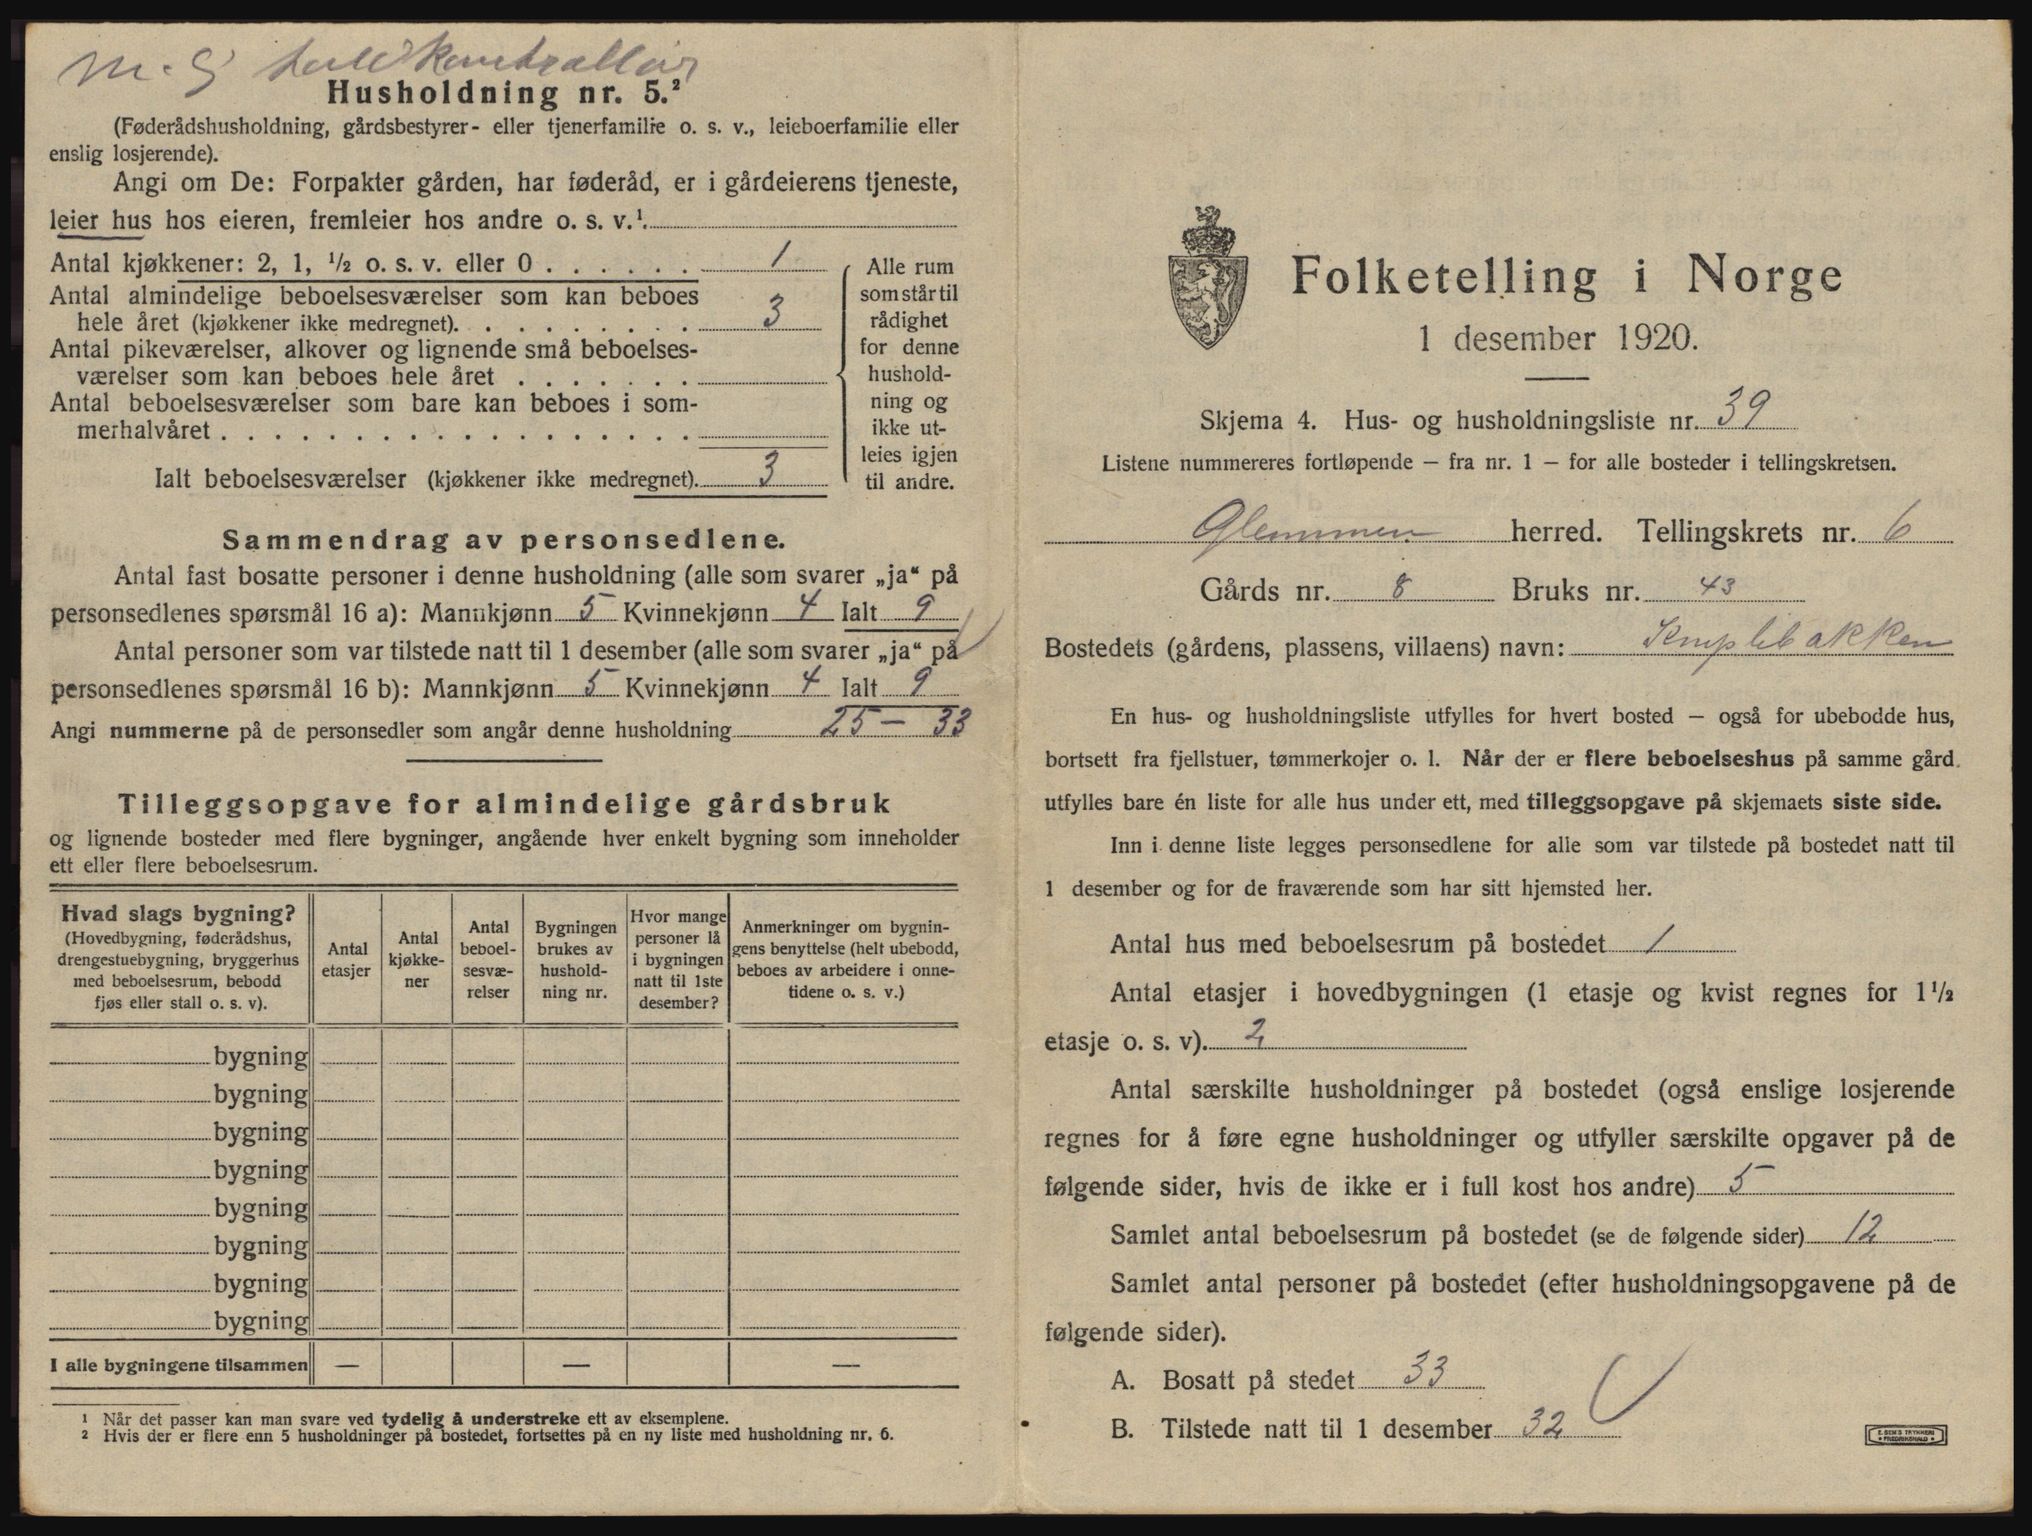 Husholdning nr. 5.²
(Føderådshusholdning, gårdsbestyrer- eller tjenerfamilie o. s. v., leieboerfamilie eller
enslig losjerende).
Angi om De: Forpakter gården, har føderåd, er i gårdeierens tjeneste,
leier hus hos eieren, fremleier hos andre o. s. v.¹.
Antal kjøkkener: 2, 1, ½ o. s. v. eller 0 . . . . . . 1
Antal almindelige beboelsesværelser som kan beboes
hele året (kjøkkener ikke medregnet). . . . . . . . . 3
Antal pikeværelser, alkover og lignende små beboelses-
værelser som kan beboes hele året . . . . . . .
Antal beboelsesværelser som bare kan beboes i som-
merhalvåret . . . . . . . . . . . . . . . . . .
Ialt beboelsesværelser (kjøkkener ikke medregnet). 3
Alle rum
som står til
rådighet
for denne
hushold-
ning og
ikke ut-
leies igjen
til andre.
Sammendrag av personsedlene.
Antal fast bosatte personer i denne husholdning (alle som svarer „ja“ på
personsedlenes spørsmål 16 a): Mannkjønn 5 Kvinnekjønn 4 Ialt 9
Antal personer som var tilstede natt til 1 desember (alle som svarer „ja“ på
personsedlenes spørsmål 16 b): Mannkjønn 5 Kvinnekjønn 4 Ialt 9
Angi nummerne på de personsedler som angår denne husholdning 25 – 33
Tilleggsopgave for almindelige gårdsbruk
og lignende bosteder med flere bygninger, angående hver enkelt bygning som inneholder
ett eller flere beboelsesrum.
Hvad slags bygning?
(Hovedbygning, føderådshus,
drengestuebygning, bryggerhus
med beboelsesrum, bebodd
fjøs eller stall o. s. v).
Antal
etasjer
Antal
kjøkke-
ner
Antal
beboel-
sesvæ-
relser
Bygningen
brukes av
hushold-
ning nr.
Hvor mange
personer lå
i bygningen
natt til 1ste
desember?
Anmerkninger om bygnin-
gens benyttelse (helt ubebodd,
beboes av arbeidere i onne-
tidene o. s. v.)
bygning
bygning
bygning
bygning
bygning
bygning
bygning
bygning
I alle bygningene tilsammen — — —
¹ Når det passer kan man svare ved tydelig å understreke ett av eksemplene.
² Hvis der er flere enn 5 husholdninger på bostedet, fortsettes på en ny liste med husholdning nr. 6.
Folketelling i Norge
1 desember 1920.
Skjema 4. Hus- og husholdningsliste nr. 39
Listene nummereres fortløpende – fra nr. 1 – for alle bosteder i tellingskretsen.
Glemmen herred. Tellingskrets nr. 6
Gårds nr. 8 Bruks nr. 43
Bostedets (gårdens, plassens, villaens) navn: Kniplebakken
En hus- og husholdningsliste utfylles for hvert bosted – også for ubebodde hus,
bortsett fra fjellstuer, tømmerkojer o. l. Når der er flere beboelseshus på samme gård
utfylles bare én liste for alle hus under ett, med tilleggsopgave på skjemaets siste side.
Inn i denne liste legges personsedlene for alle som var tilstede på bostedet natt til
1 desember og for de fraværende som har sitt hjemsted her.
Antal hus med beboelsesrum på bostedet 1
Antal etasjer i hovedbygningen (1 etasje og kvist regnes for 1½
etasje o. s. v). 2
Antal særskilte husholdninger på bostedet (også enslige losjerende
regnes for å føre egne husholdninger og utfyller særskilte opgaver på de
følgende sider, hvis de ikke er i full kost hos andre) 5
Samlet antal beboelsesrum på bostedet (se de følgende sider) 12
Samlet antal personer på bostedet (efter husholdningsopgavene på de
følgende sider).
A. Bosatt på stedet 33
B. Tilstede natt til 1 desember 32
E. SEM'S TRYKKERI
FREDRIKSHALD